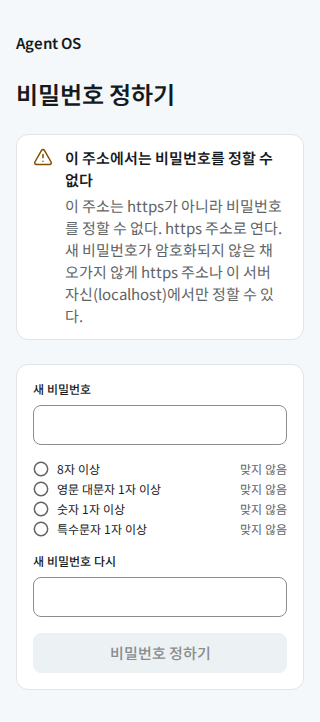 Agent OS
비밀번호 정하기
이 주소에서는 비밀번호를 정할 수
없다
이 주소는 https가 아니라 비밀번호
를 정할 수 없다. https 주소로 연다.
새 비밀번호가 암호화되지 않은 채
오가지 않게 https 주소나 이 서버
자신(localhost)에서만 정할 수 있
다.
새 비밀번호
8자 이상 맞지 않음
영문 대문자 1자 이상 맞지 않음
숫자 1자 이상 맞지 않음
특수문자 1자 이상 맞지 않음
새 비밀번호 다시
비밀번호 정하기